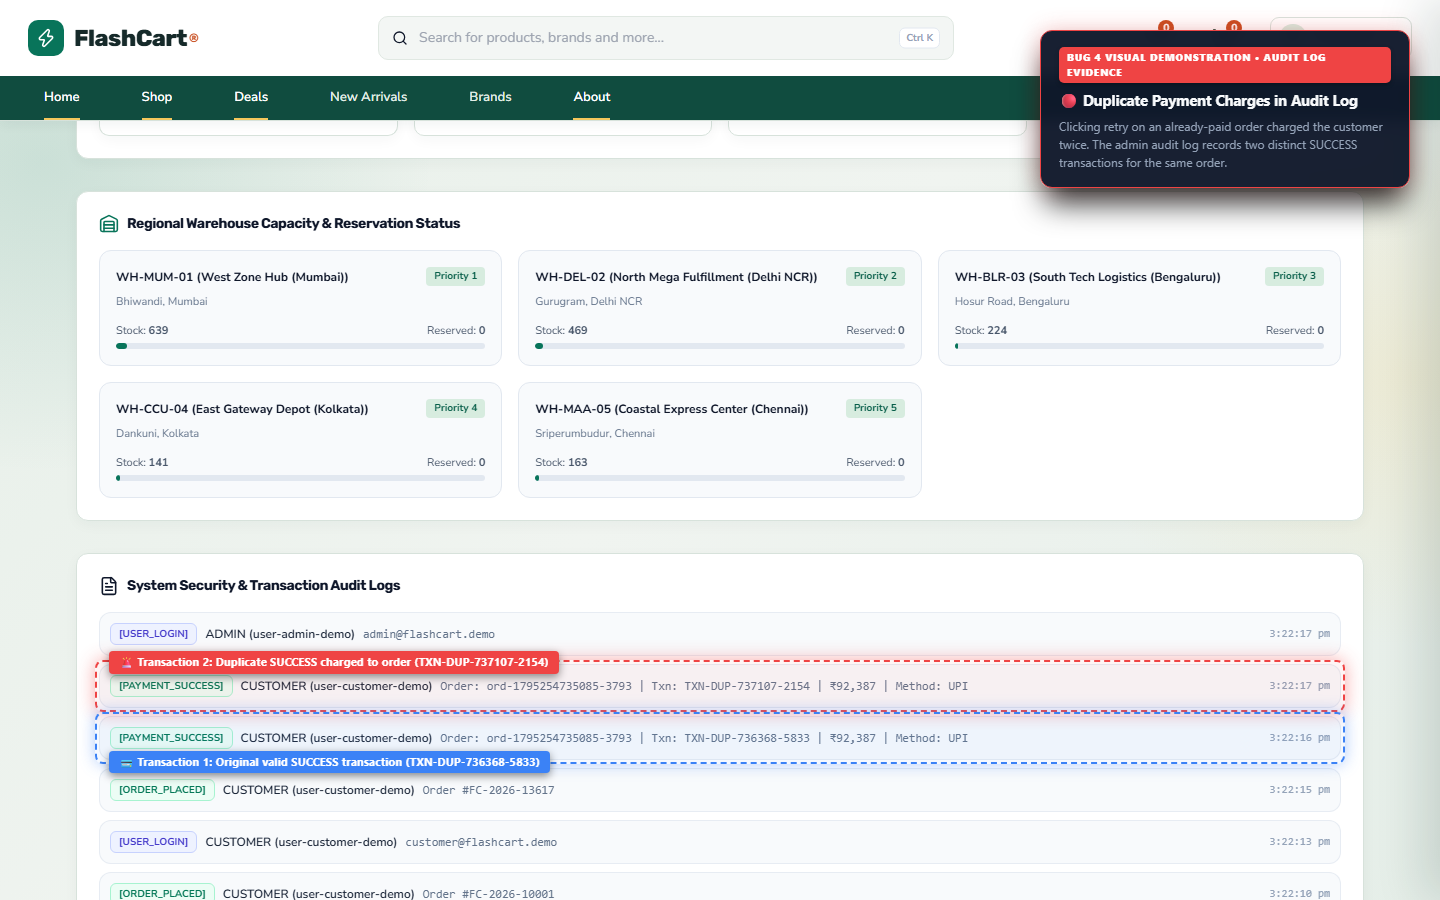 FlashCart®
Search for products, brands and more...
Ctrl K
0
0
Home
Shop
Deals
New Arrivals
Brands
About
BUG 4 VISUAL DEMONSTRATION • AUDIT LOG
EVIDENCE
Duplicate Payment Charges in Audit Log
Clicking retry on an already-paid order charged the customer
twice. The admin audit log records two distinct SUCCESS
transactions for the same order.
Regional Warehouse Capacity & Reservation Status
WH-MUM-01 (West Zone Hub (Mumbai))
Priority 1
Bhiwandi, Mumbai
Stock: 639
Reserved: 0
WH-DEL-02 (North Mega Fulfillment (Delhi NCR))
Priority 2
Gurugram, Delhi NCR
Stock: 469
Reserved: 0
WH-BLR-03 (South Tech Logistics (Bengaluru))
Priority 3
Hosur Road, Bengaluru
Stock: 224
Reserved: 0
WH-CCU-04 (East Gateway Depot (Kolkata))
Priority 4
Dankuni, Kolkata
Stock: 141
Reserved: 0
WH-MAA-05 (Coastal Express Center (Chennai))
Priority 5
Sriperumbudur, Chennai
Stock: 163
Reserved: 0
System Security & Transaction Audit Logs
[USER_LOGIN] ADMIN (user-admin-demo) admin@flashcart.demo 3:22:17 pm
Transaction 2: Duplicate SUCCESS charged to order (TXN-DUP-737107-2154)
[PAYMENT_SUCCESS] CUSTOMER (user-customer-demo) Order: ord-1795254735085-3793 | Txn: TXN-DUP-737107-2154 | ₹92,387 | Method: UPI 3:22:17 pm
[PAYMENT_SUCCESS] CUSTOMER (user-customer-demo) Order: ord-1795254735085-3793 | Txn: TXN-DUP-736368-5833 | ₹92,387 | Method: UPI 3:22:16 pm
Transaction 1: Original valid SUCCESS transaction (TXN-DUP-736368-5833)
[ORDER_PLACED] CUSTOMER (user-customer-demo) Order #FC-2026-13617 3:22:15 pm
[USER_LOGIN] CUSTOMER (user-customer-demo) customer@flashcart.demo 3:22:13 pm
[ORDER_PLACED] CUSTOMER (user-customer-demo) Order #FC-2026-10001 3:22:10 pm